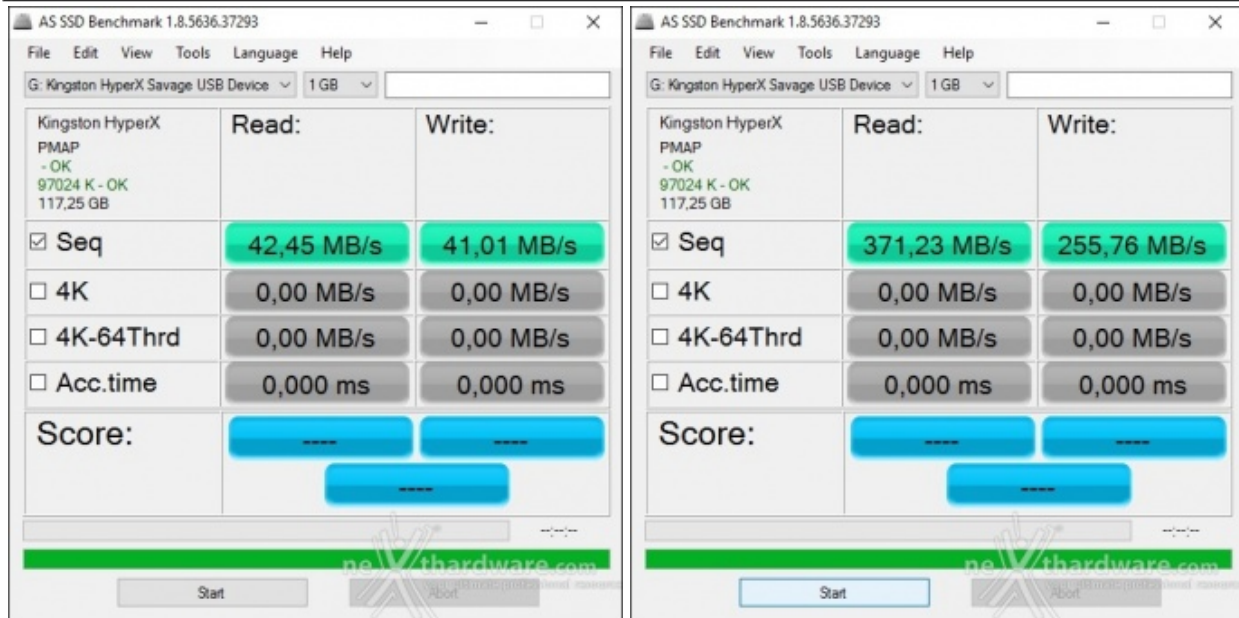 AS SSD Benchmark 1.8.5636.37293
File Edit View Tools Language Help
G: Kingston HyperX Savage USB Device 1 GB
Kingston HyperX
PMAP
- OK
97024 K - OK
117,25 GB
Read: Write:
Seq 42,45 MB/s 41,01 MB/s
4K 0,00 MB/s 0,00 MB/s
4K-64Thrd 0,00 MB/s 0,00 MB/s
Acc.time 0,000 ms 0,000 ms
Score: ---- ----
----
--:--:--
nexthardware.com
Start Abort
AS SSD Benchmark 1.8.5636.37293
File Edit View Tools Language Help
G: Kingston HyperX Savage USB Device 1 GB
Kingston HyperX
PMAP
- OK
97024 K - OK
117,25 GB
Read: Write:
Seq 371,23 MB/s 255,76 MB/s
4K 0,00 MB/s 0,00 MB/s
4K-64Thrd 0,00 MB/s 0,00 MB/s
Acc.time 0,000 ms 0,000 ms
Score: ---- ----
----
--:--:--
nexthardware.com
Start Abort